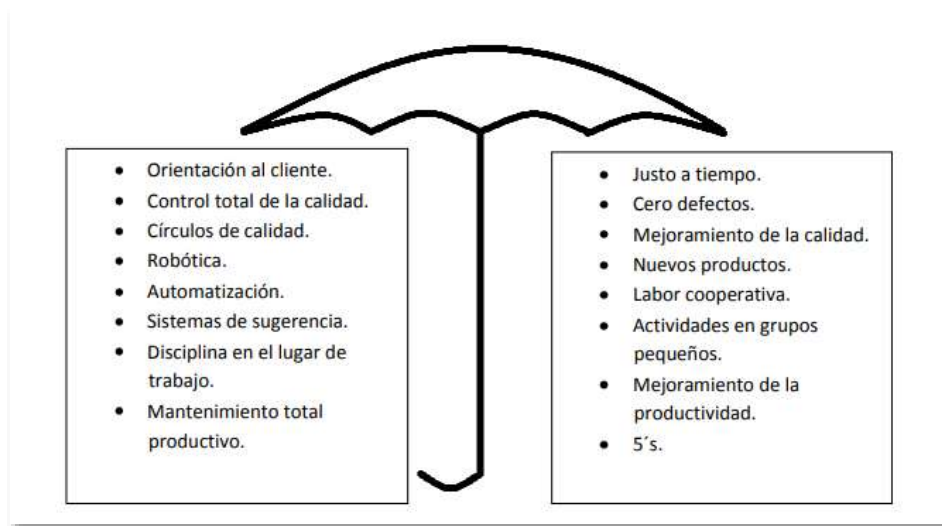 Orientación al cliente.
Control total de la calidad.
Círculos de calidad.
Robótica.
Automatización.
Sistemas de sugerencia.
Disciplina en el lugar de
trabajo.
Mantenimiento total
productivo.
Justo a tiempo.
Cero defectos.
Mejoramiento de la calidad.
Nuevos productos.
Labor cooperativa.
Actividades en grupos
pequeños.
Mejoramiento de la
productividad.
5´s.